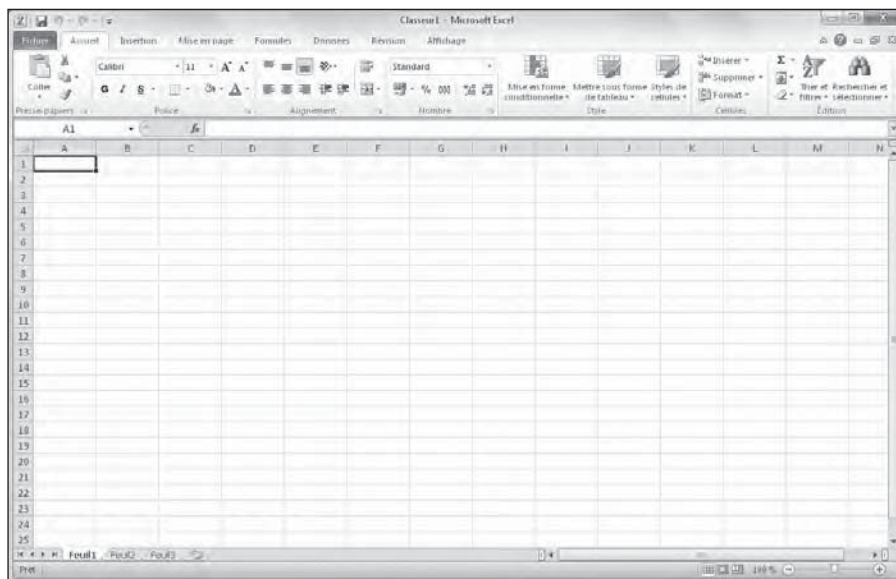 Classeur1 - Microsoft Excel
Fichier Accueil Insertion Mise en page Formules Données Révision Affichage
Coller
Calibri 11 A A
Standard
G I S A
% 000
Mise en forme conditionnelle
Mettre sous forme de tableau
Styles de cellules
Insérer
Supprimer
Format
Σ
Trier et filtrer
Rechercher et sélectionner
Presse-papiers Police Alignement Nombre Style Cellules Édition
A1 fx
A B C D E F G H I J K L M N
1
2
3
4
5
6
7
8
9
10
11
12
13
14
15
16
17
18
19
20
21
22
23
24
25
Feuil1 Feuil2 Feuil3
Prêt 100 %